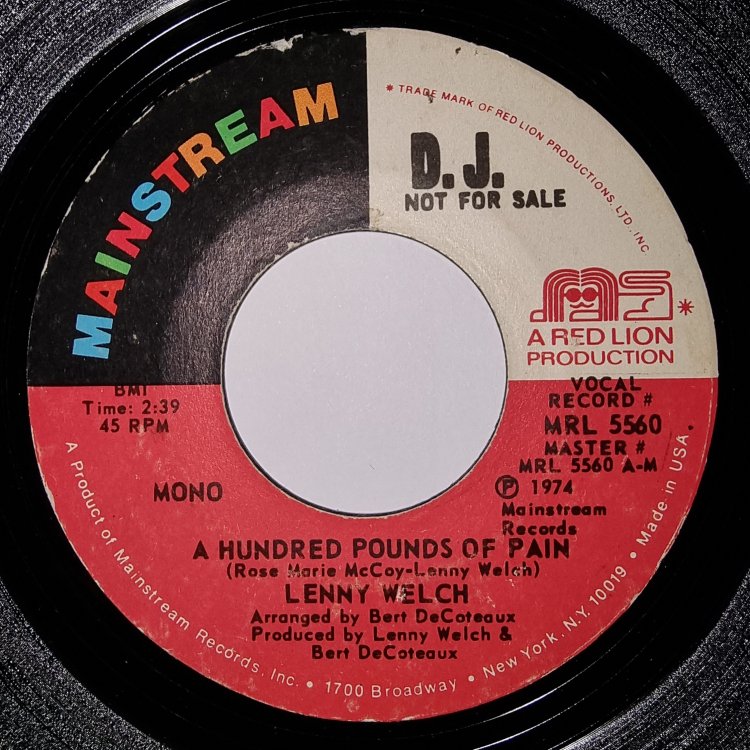 MAINSTREAM
* TRADE MARK OF RED LION PRODUCTIONS, LTD., INC.
D.J.
NOT FOR SALE
*
A RED LION
PRODUCTION
BMI
Time: 2:39
45 RPM
MONO
VOCAL
RECORD #
MRL 5560
MASTER #
MRL 5560 A-M
℗ 1974
Mainstream
Records
A HUNDRED POUNDS OF PAIN
(Rose Marie McCoy-Lenny Welch)
LENNY WELCH
Arranged by Bert DeCoteaux
Produced by Lenny Welch &
Bert DeCoteaux
A Product of Mainstream Records, Inc. • 1700 Broadway • New York, N.Y. 10019 • Made in USA.